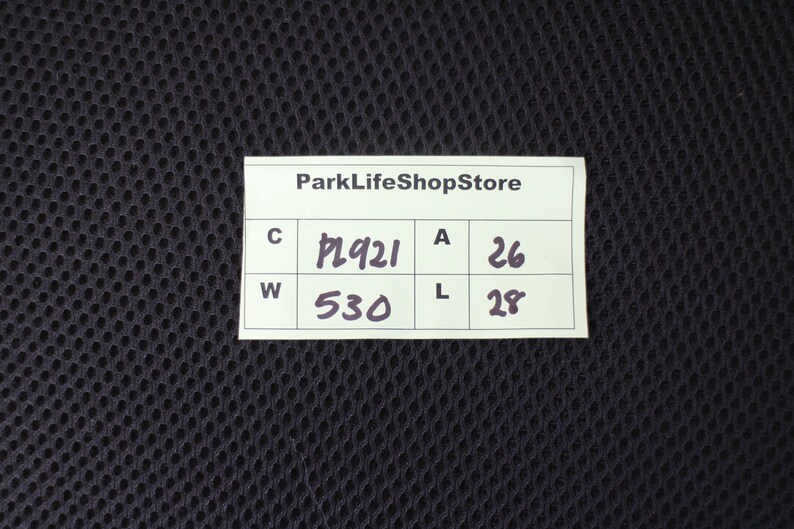 ParkLifeShopStore
C PL921 A 26
W 530 L 28